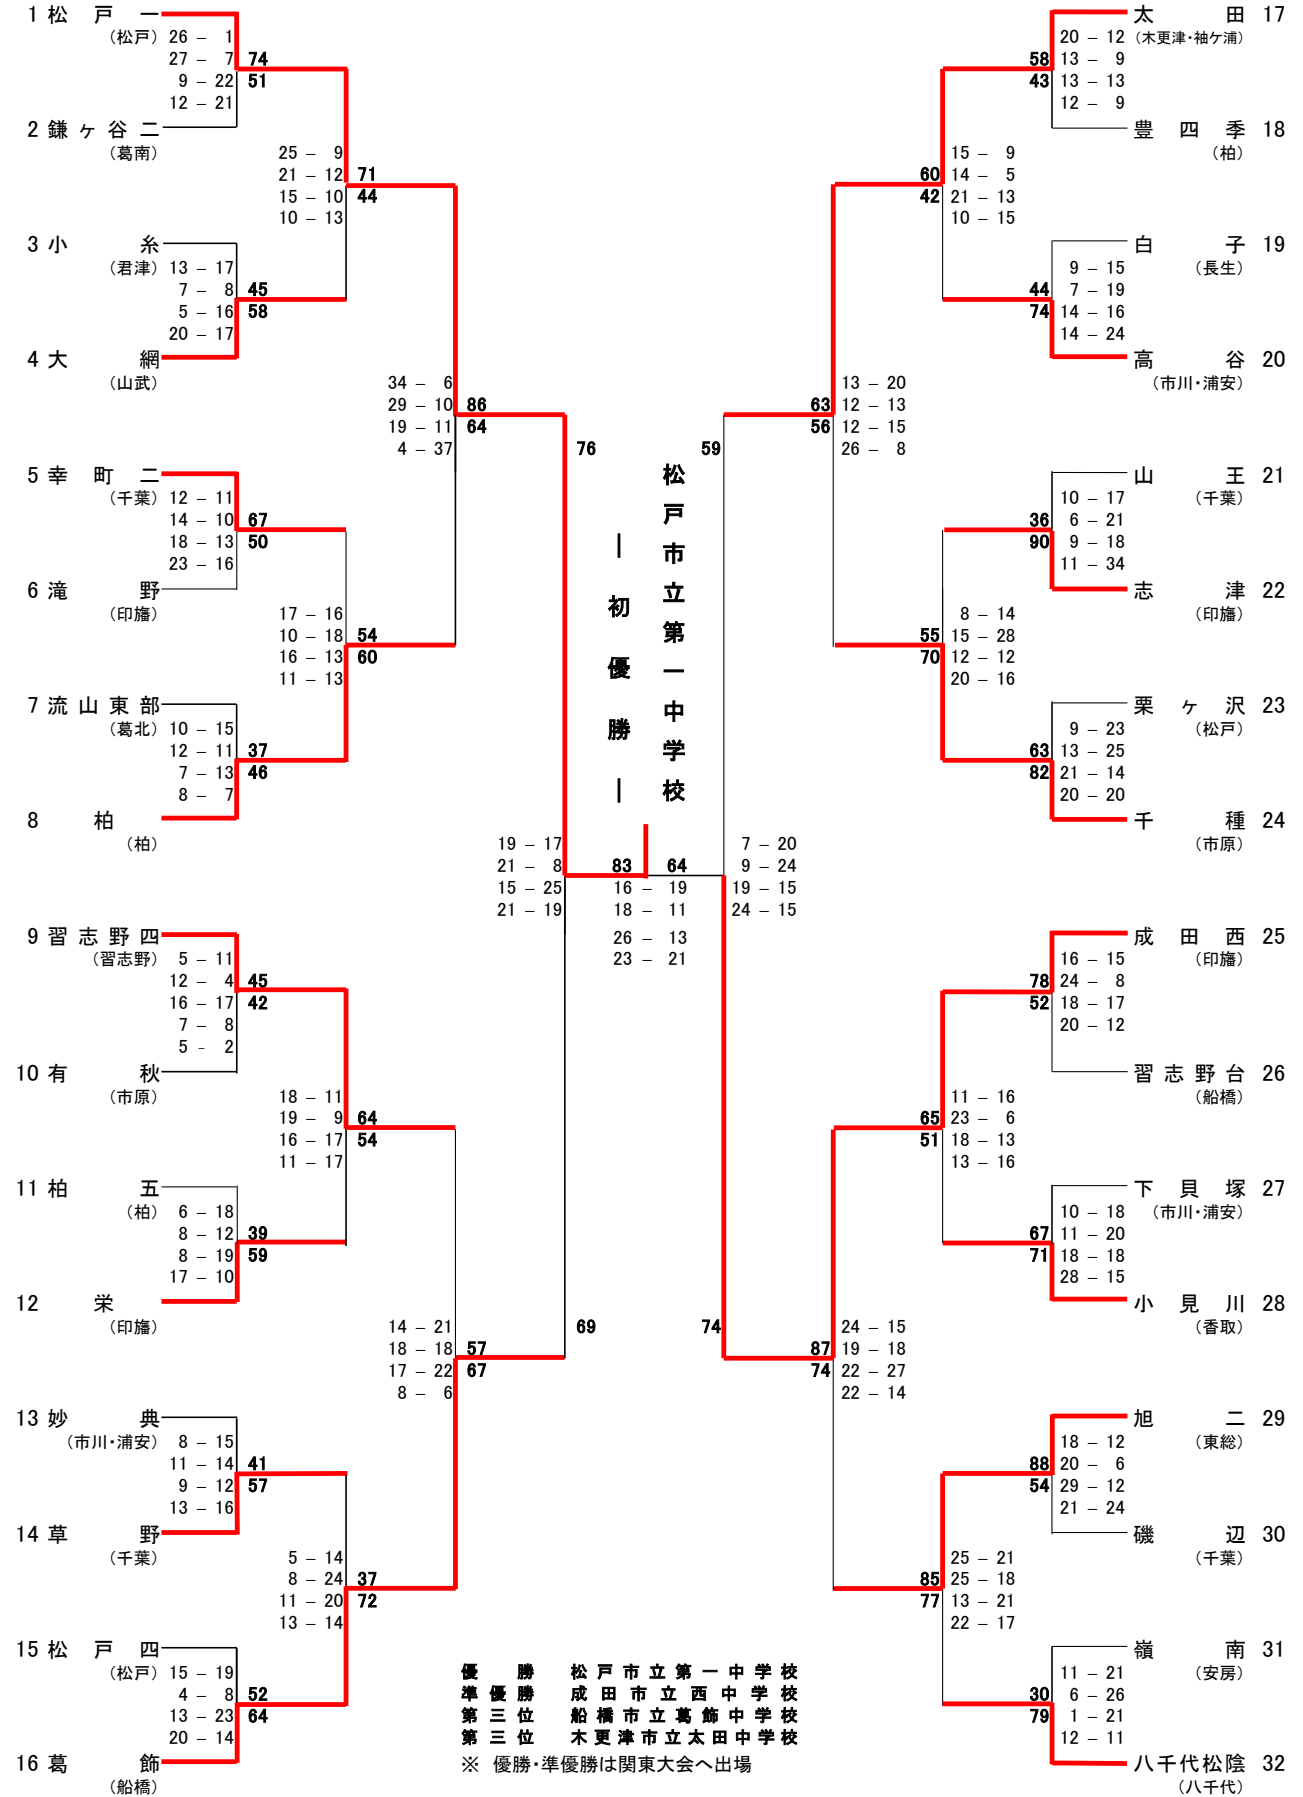 1 松戸一
(松戸)
26 - 1
27 - 7
9 - 22
12 - 21
74
51
2 鎌ヶ谷二
(葛南)
25 - 9
21 - 12
15 - 10
10 - 13
71
44
3 小糸
(君津)
13 - 17
7 - 8
5 - 16
20 - 17
45
58
4 大網
(山武)
34 - 6
29 - 10
19 - 11
4 - 37
86
64
5 幸町二
(千葉)
12 - 11
14 - 10
18 - 13
23 - 16
67
50
6 滝野
(印旛)
17 - 16
10 - 18
16 - 13
11 - 13
54
60
7 流山東部
(葛北)
10 - 15
12 - 11
7 - 13
8 - 7
37
46
8 柏
(柏)
76
19 - 17
21 - 8
15 - 25
21 - 19
69
9 習志野四
(習志野)
5 - 11
12 - 4
16 - 17
7 - 8
5 - 2
45
42
10 有秋
(市原)
18 - 11
19 - 9
16 - 17
11 - 17
64
54
11 柏五
(柏)
6 - 18
8 - 12
8 - 19
17 - 10
39
59
12 栄
(印旛)
14 - 21
18 - 18
17 - 22
8 - 6
57
67
13 妙典
(市川・浦安)
8 - 15
11 - 14
9 - 12
13 - 16
41
57
14 草野
(千葉)
5 - 14
8 - 24
11 - 20
13 - 14
37
72
15 松戸四
(松戸)
15 - 19
4 - 8
13 - 23
20 - 14
52
64
16 葛飾
(船橋)
松戸市立第一中学校
―初優勝―
83 64
16 - 19
18 - 11
26 - 13
23 - 21
太田 17
(木更津・袖ケ浦)
20 - 12
13 - 9
13 - 13
12 - 9
58
43
豊四季 18
(柏)
15 - 9
14 - 5
21 - 13
10 - 15
60
42
白子 19
(長生)
9 - 15
7 - 19
14 - 16
14 - 24
44
74
高谷 20
(市川・浦安)
13 - 20
12 - 13
12 - 15
26 - 8
63
56
山王 21
(千葉)
10 - 17
6 - 21
9 - 18
11 - 34
36
90
志津 22
(印旛)
8 - 14
15 - 28
12 - 12
20 - 16
55
70
栗ヶ沢 23
(松戸)
9 - 23
13 - 25
21 - 14
20 - 20
63
82
千種 24
(市原)
59
7 - 20
9 - 24
19 - 15
24 - 15
74
成田西 25
(印旛)
16 - 15
24 - 8
18 - 17
20 - 12
78
52
習志野台 26
(船橋)
11 - 16
23 - 6
18 - 13
13 - 16
65
51
下貝塚 27
(市川・浦安)
10 - 18
11 - 20
18 - 18
28 - 15
67
71
小見川 28
(香取)
24 - 15
19 - 18
22 - 27
22 - 14
87
74
旭二 29
(東総)
18 - 12
20 - 6
29 - 12
21 - 24
88
54
磯辺 30
(千葉)
25 - 21
25 - 18
13 - 21
22 - 17
85
77
嶺南 31
(安房)
11 - 21
6 - 26
1 - 21
12 - 11
30
79
八千代松陰 32
(八千代)
優勝 松戸市立第一中学校
準優勝 成田市立西中学校
第三位 船橋市立葛飾中学校
第三位 木更津市立太田中学校
※ 優勝・準優勝は関東大会へ出場